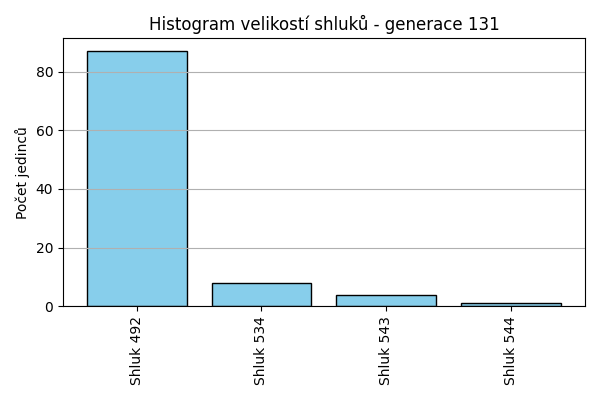 Histogram velikostí shluků - generace 131
Počet jedinců
80
60
40
20
0
Shluk 492
Shluk 534
Shluk 543
Shluk 544